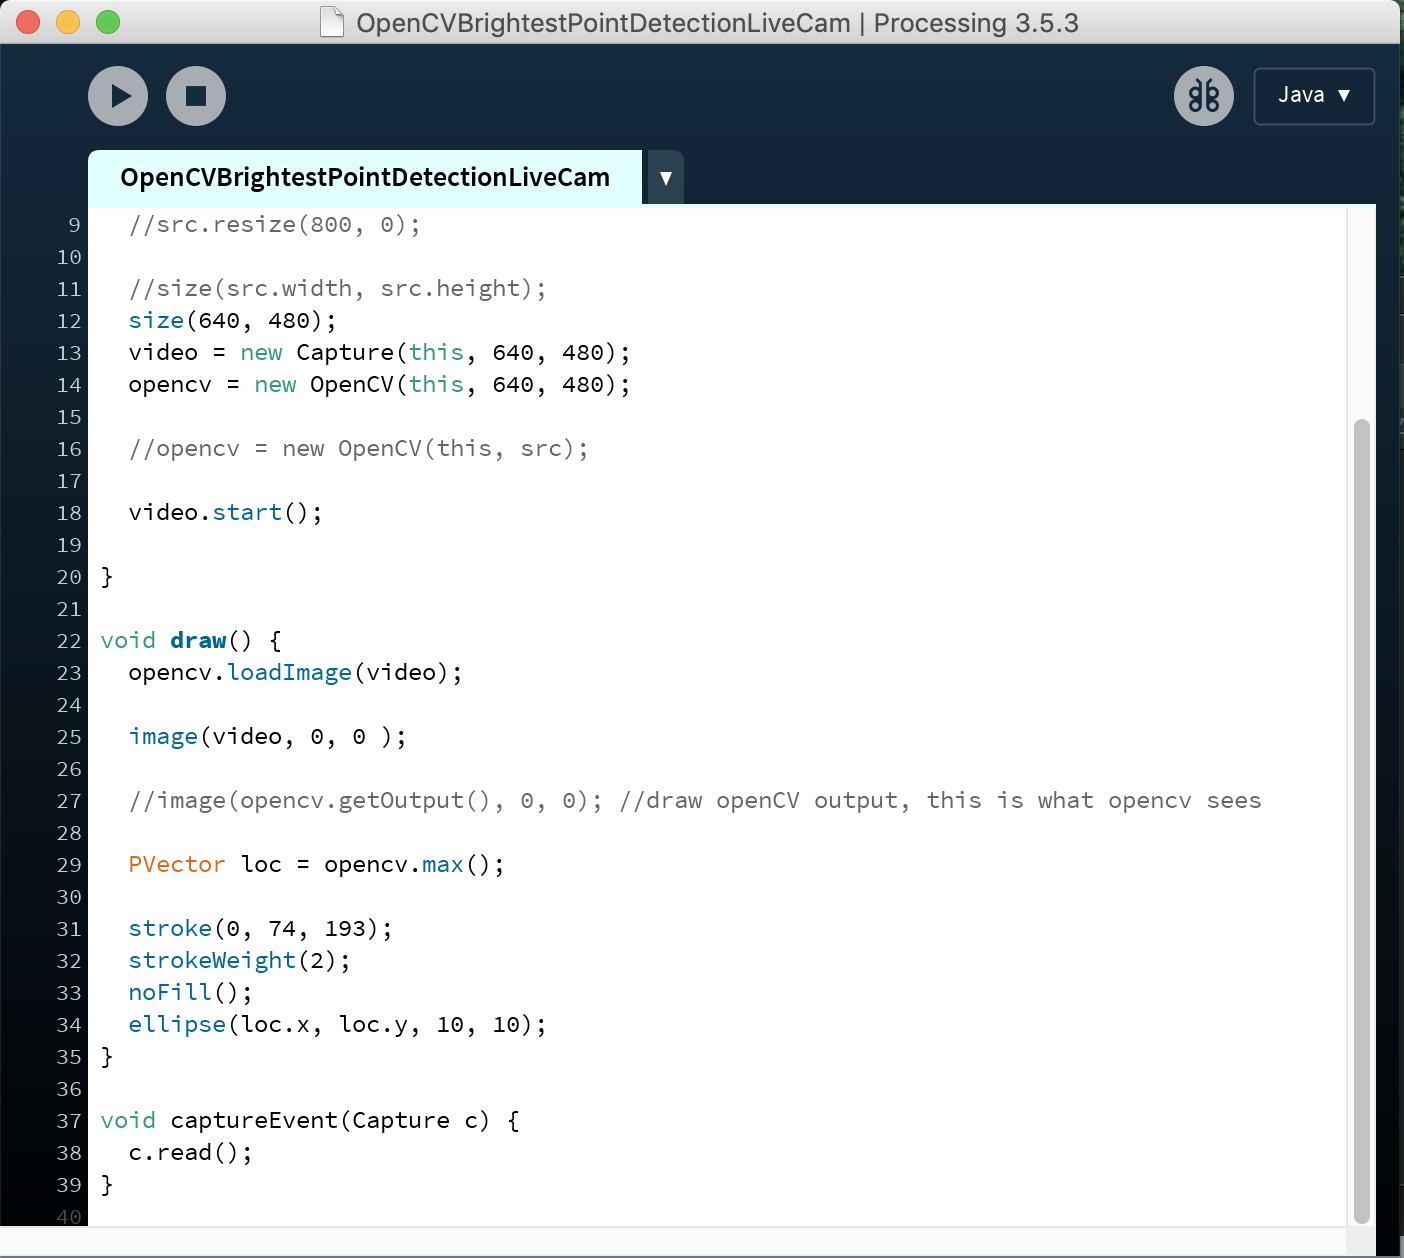 OpenCVBrightestPointDetectionLiveCam | Processing 3.5.3
Java ▼
OpenCVBrightestPointDetectionLiveCam ▼
9 //src.resize(800, 0);
10
11 //size(src.width, src.height);
12 size(640, 480);
13 video = new Capture(this, 640, 480);
14 opencv = new OpenCV(this, 640, 480);
15
16 //opencv = new OpenCV(this, src);
17
18 video.start();
19
20 }
21
22 void draw() {
23 opencv.loadImage(video);
24
25 image(video, 0, 0 );
26
27 //image(opencv.getOutput(), 0, 0); //draw openCV output, this is what opencv sees
28
29 PVector loc = opencv.max();
30
31 stroke(0, 74, 193);
32 strokeWeight(2);
33 noFill();
34 ellipse(loc.x, loc.y, 10, 10);
35 }
36
37 void captureEvent(Capture c) {
38 c.read();
39 }
40